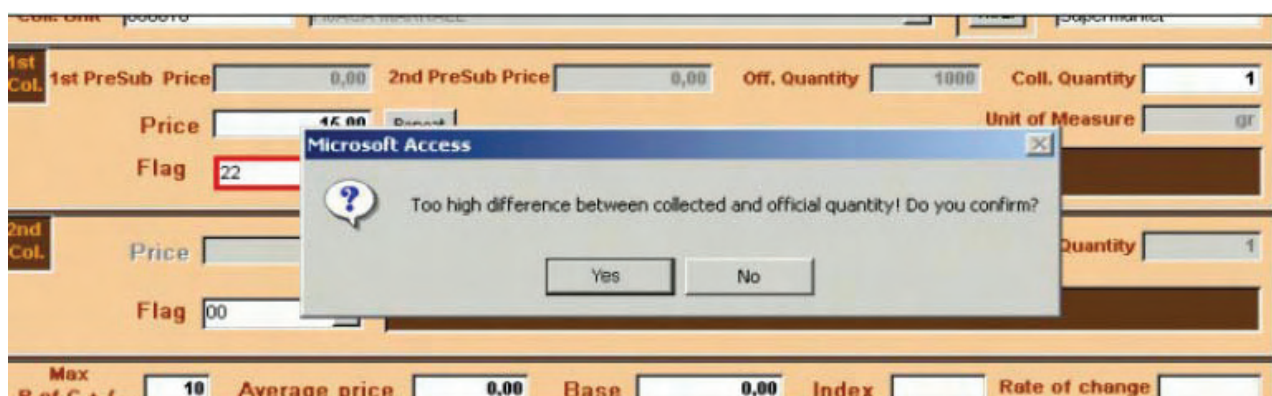 Coll. Unit 000016 Supermarket
1st Col. 1st PreSub Price 0,00 2nd PreSub Price 0,00 Off. Quantity 1000 Coll. Quantity 1
Price 15,00 Repeat Unit of Measure gr
Microsoft Access
Flag 22
Too high difference between collected and official quantity! Do you confirm?
2nd Col. Price Quantity 1
Yes No
Flag 00
Max 10 Average price 0,00 Base 0,00 Index Rate of change